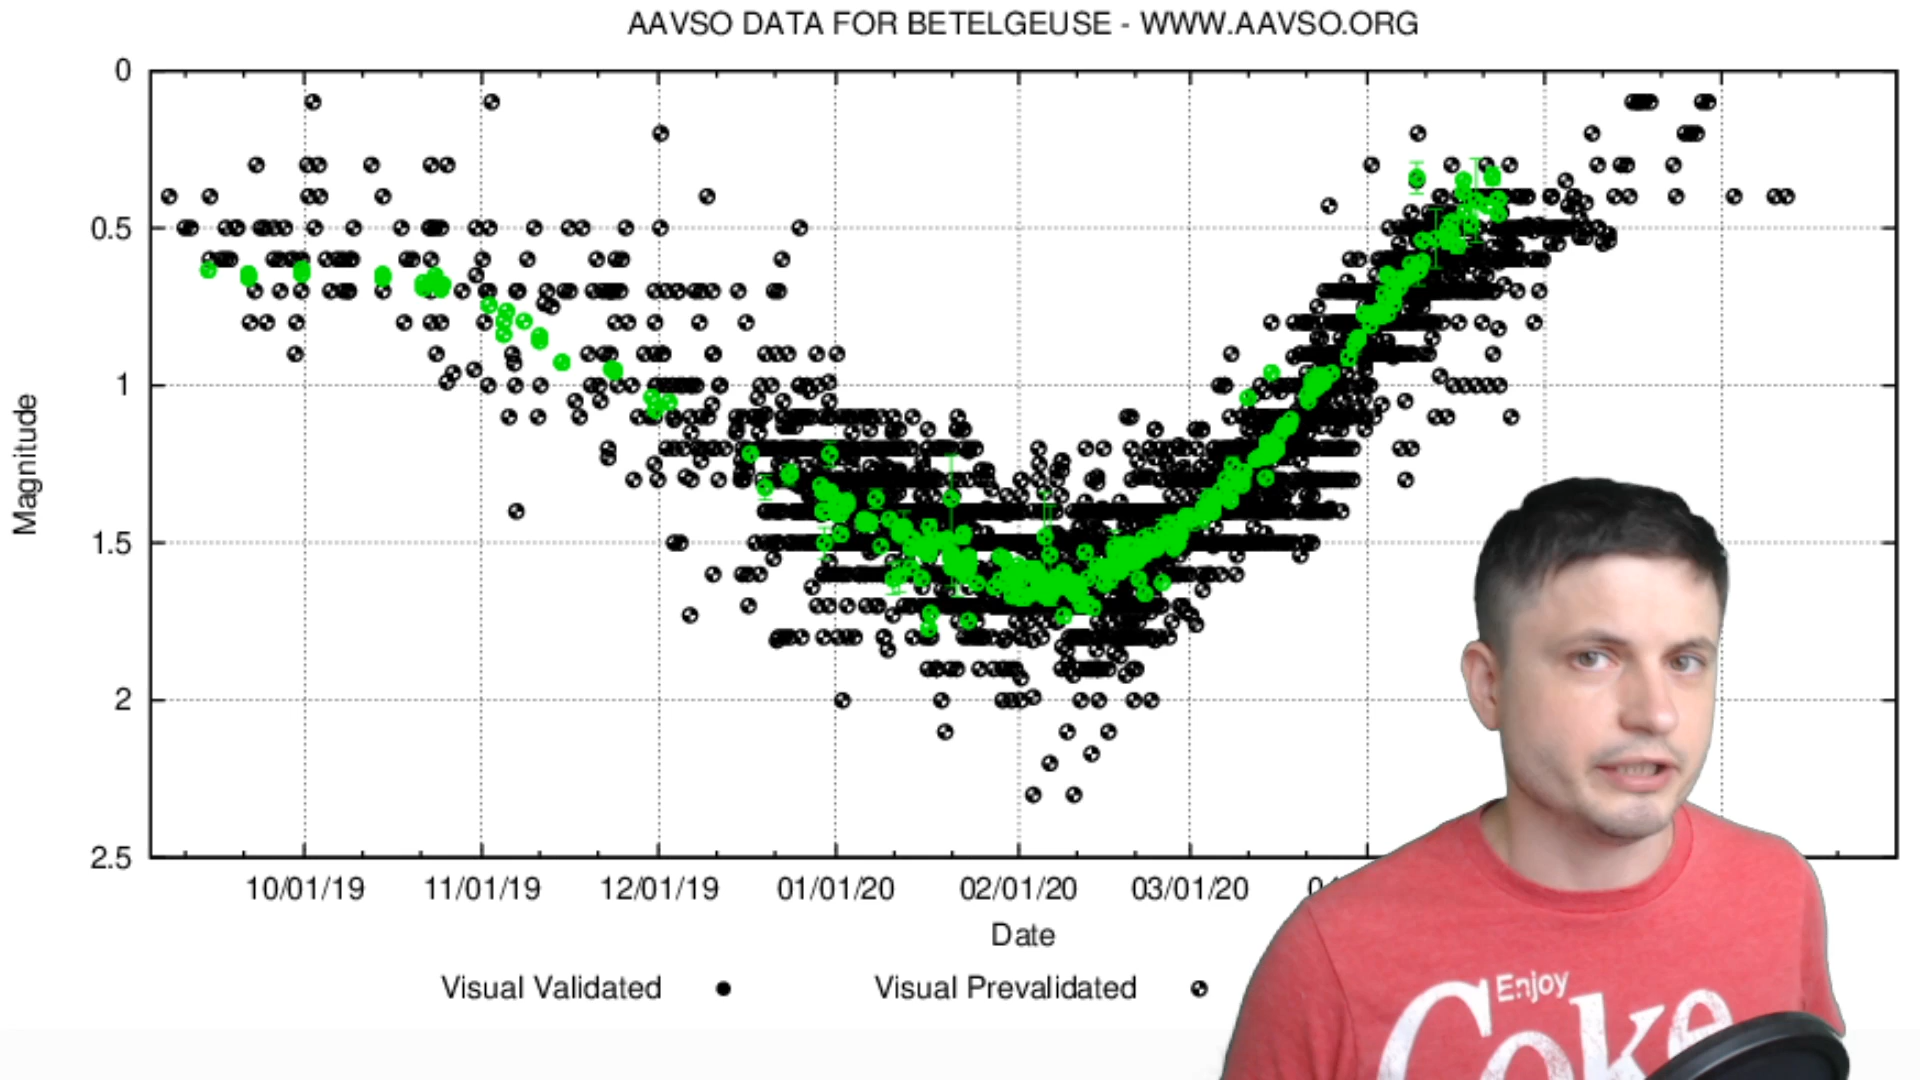 AAVSO DATA FOR BETELGEUSE - WWW.AAVSO.ORG
0
0.5
1
1.5
2
2.5
Magnitude
10/01/19 11/01/19 12/01/19 01/01/20 02/01/20 03/01/20 04
Date
Visual Validated Visual Prevalidated
Enjoy
Coke